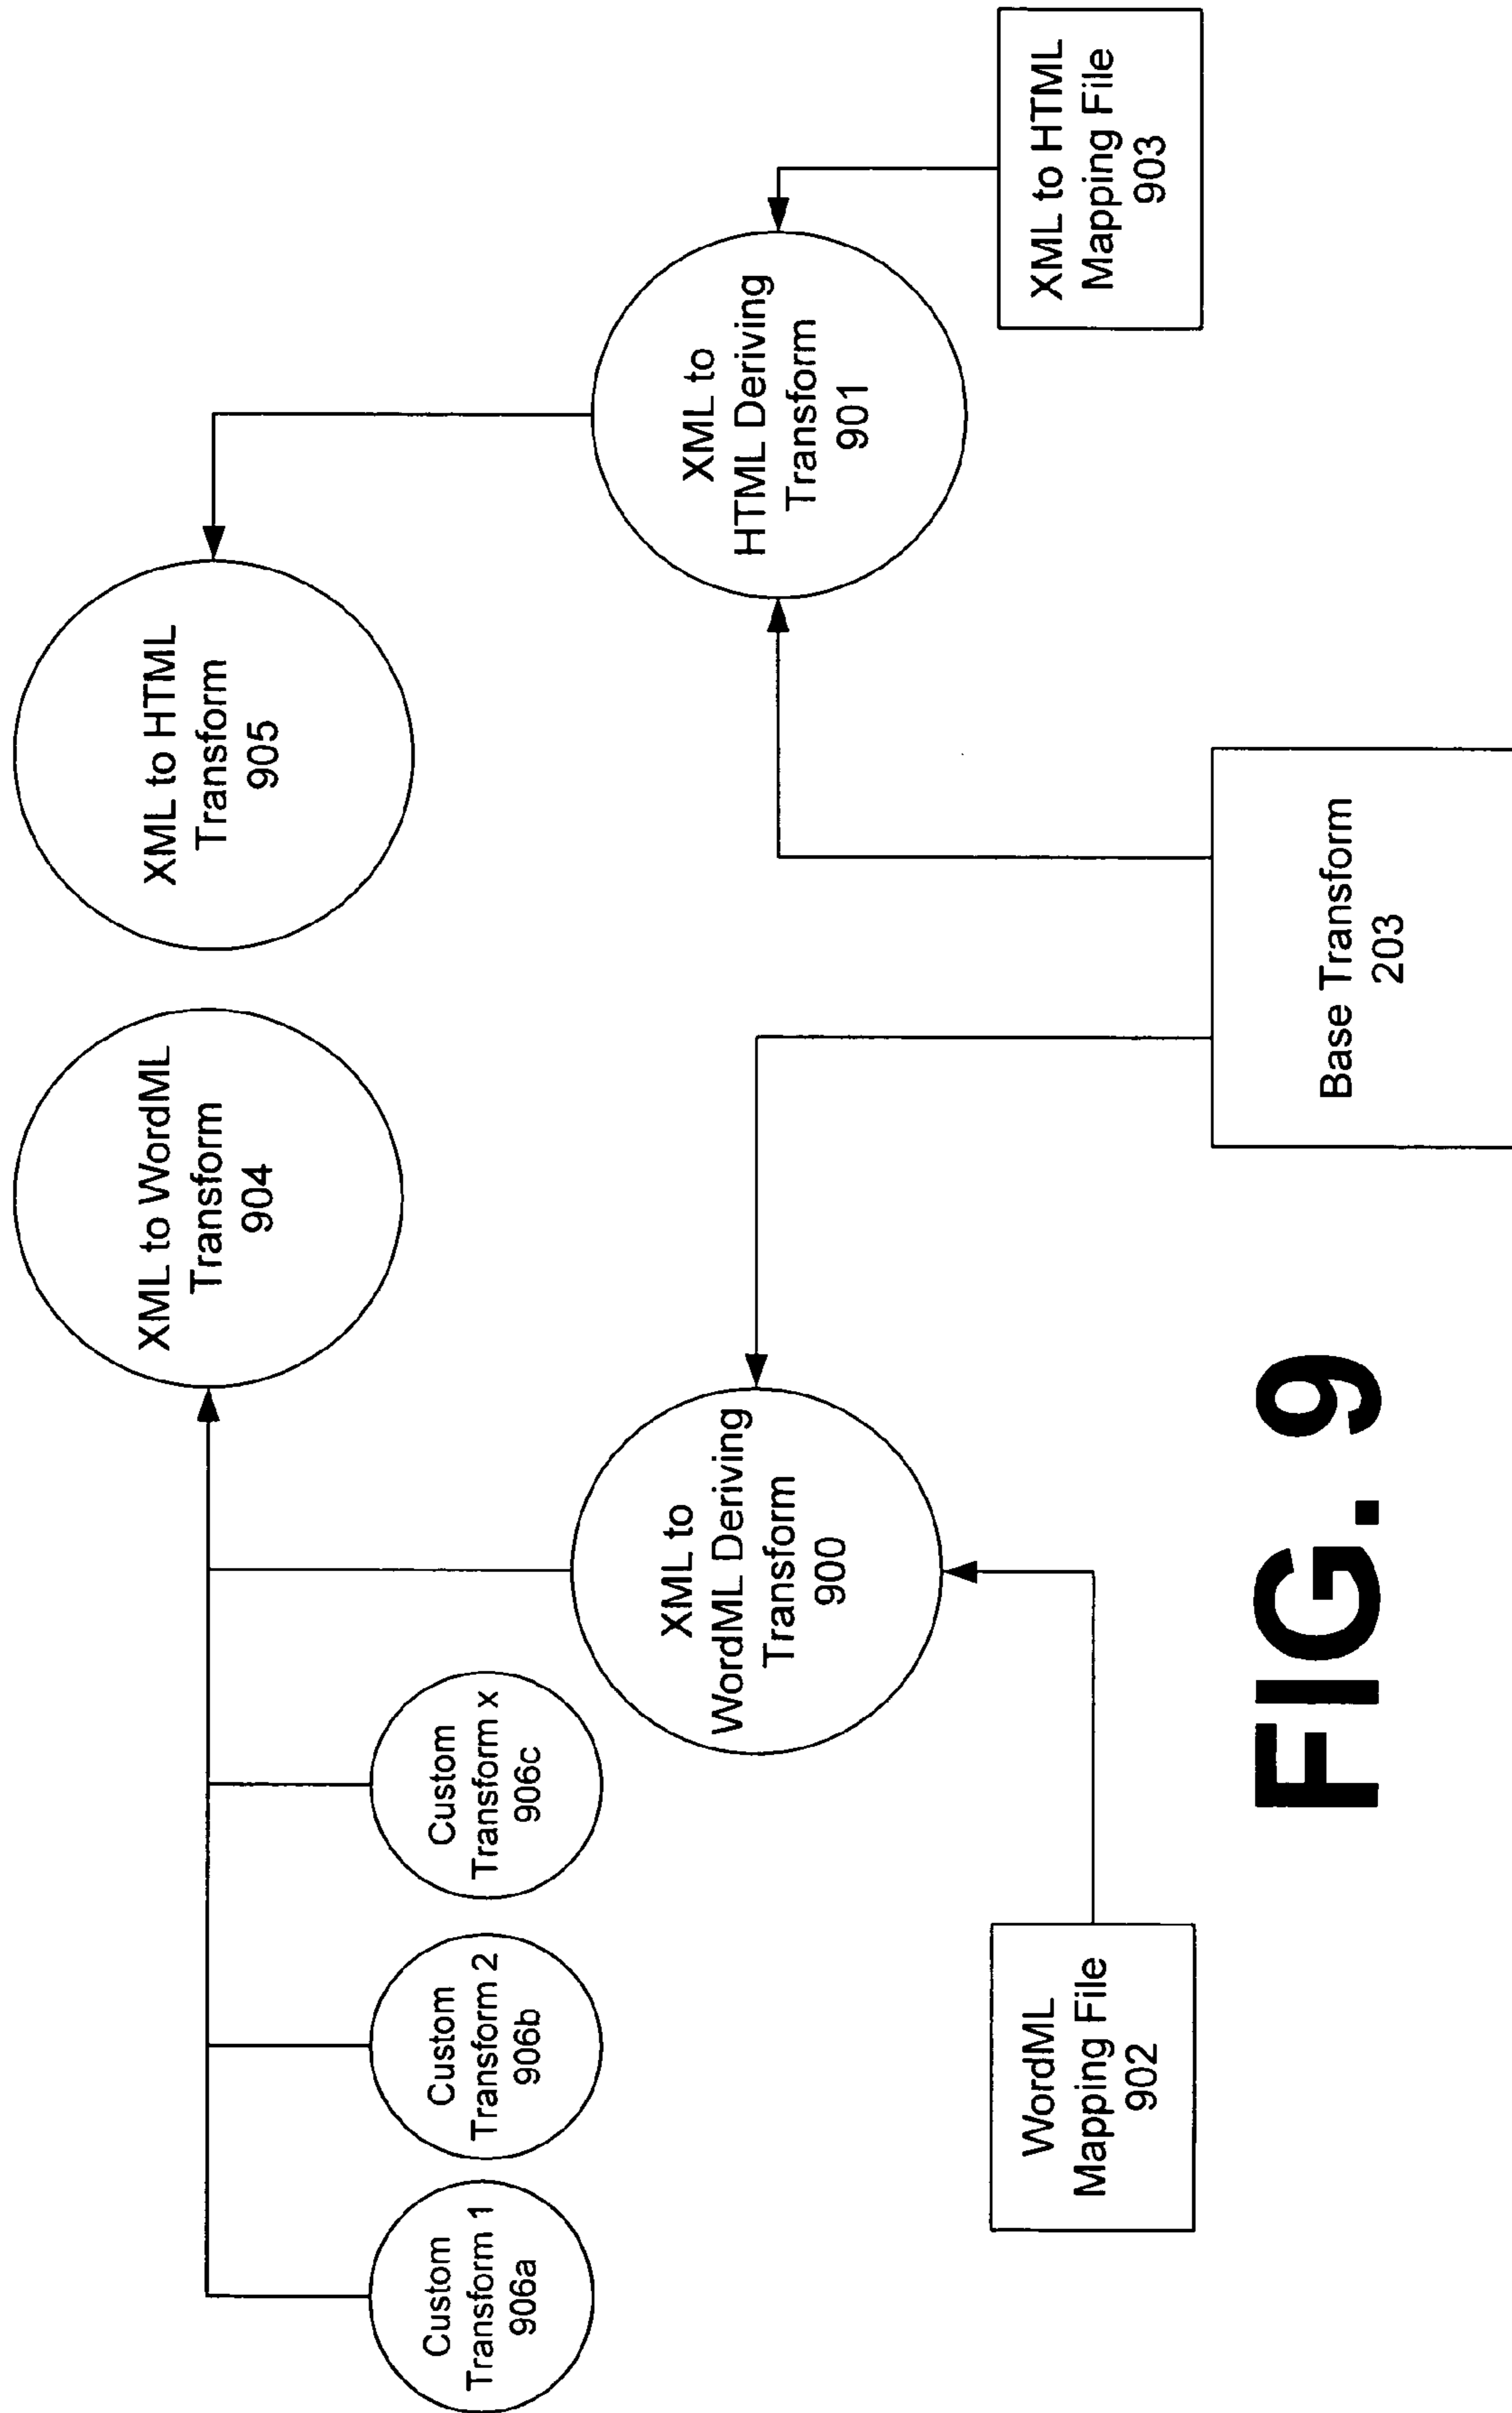 XML to WordML
Transform
904
XML to HTML
Transform
905
Custom
Transform 1
906a
Custom
Transform 2
906b
Custom
Transform x
906c
XML to
WordML Deriving
Transform
900
XML to
HTML Deriving
Transform
901
WordML
Mapping File
902
XML to HTML
Mapping File
903
Base Transform
203
FIG. 9